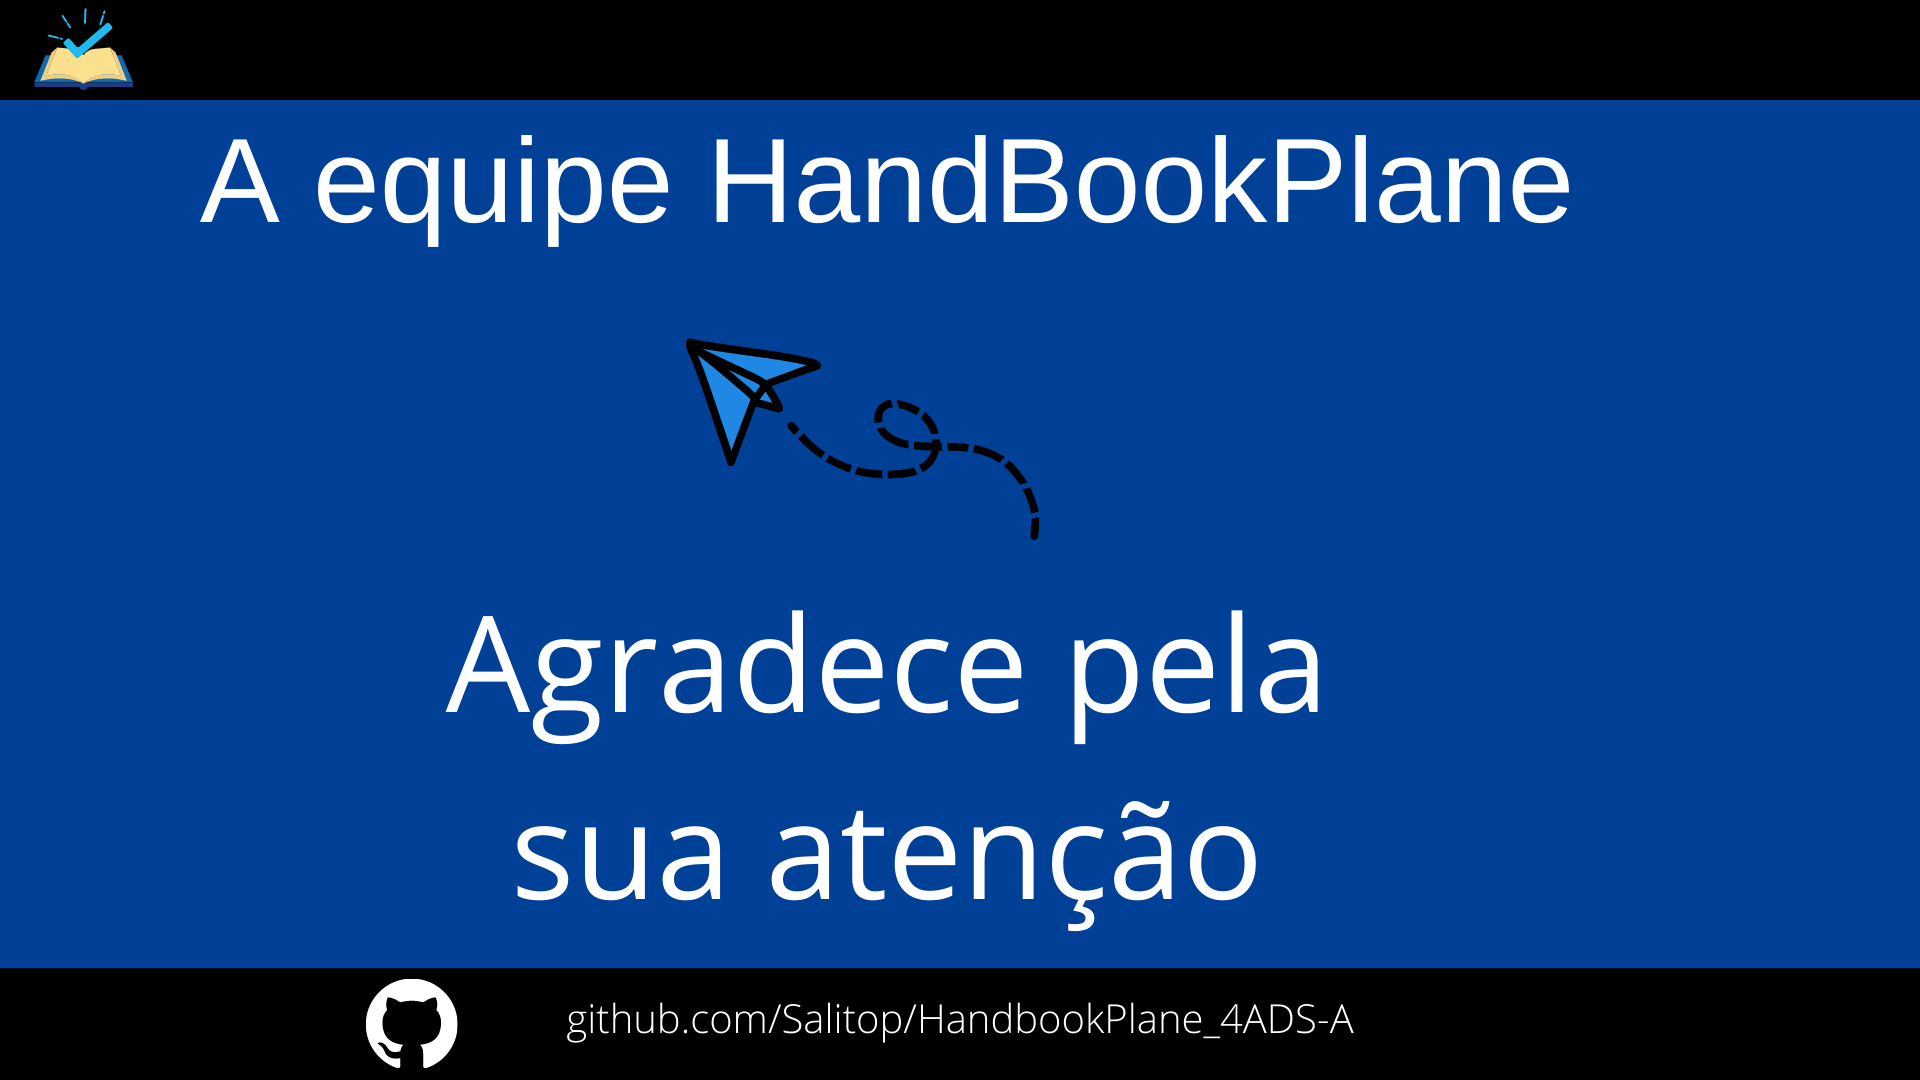 A equipe HandBookPlane
Agradece pela
sua atenção
github.com/Salitop/HandbookPlane_4ADS-A